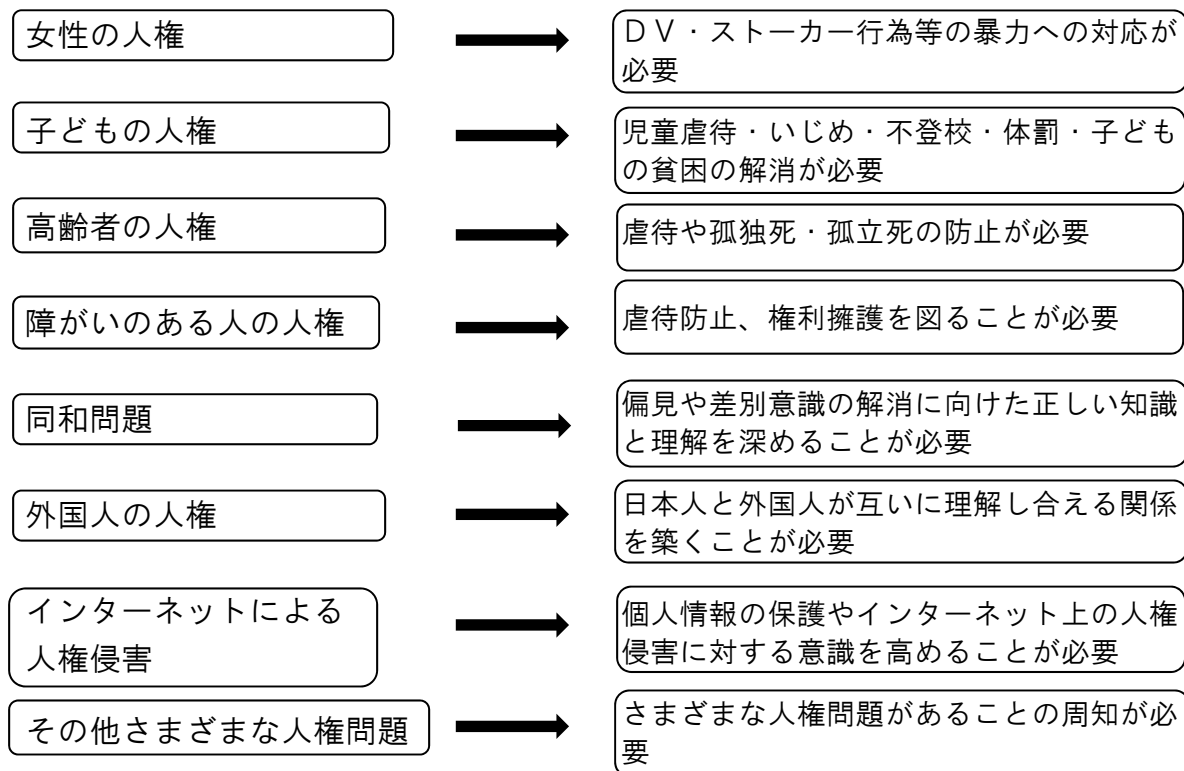 女性の人権
ＤＶ・ストーカー行為等の暴力への対応が
必要
子どもの人権
児童虐待・いじめ・不登校・体罰・子ども
の貧困の解消が必要
高齢者の人権
虐待や孤独死・孤立死の防止が必要
障がいのある人の人権
虐待防止、権利擁護を図ることが必要
同和問題
偏見や差別意識の解消に向けた正しい知識
と理解を深めることが必要
外国人の人権
日本人と外国人が互いに理解し合える関係
を築くことが必要
インターネットによる
人権侵害
個人情報の保護やインターネット上の人権
侵害に対する意識を高めることが必要
その他さまざまな人権問題
さまざまな人権問題があることの周知が必
要